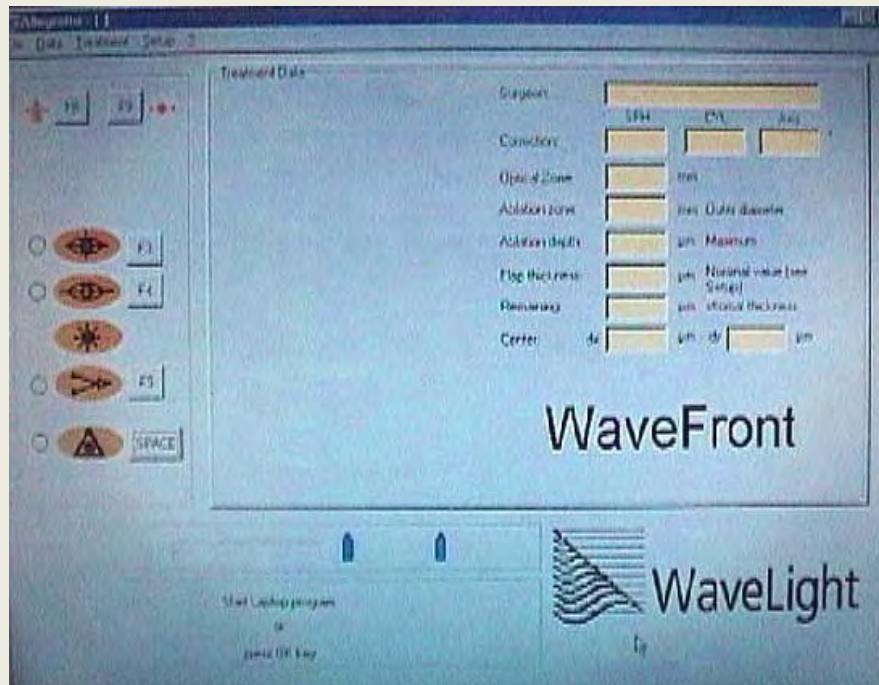 Data Treatment Setup ?
Treatment Data
F8 F9
Surgeon:
SPH CYL Axis
Correction: °
Optical Zone mm
Ablation zone mm Outer diameter
Ablation depth µm Maximum
Flap thickness µm Nominal value (see
Setup)
Remaining µm stromal thickness
Center: dx µm dy µm
F3
F4
F5
SPACE
WaveFront
WaveLight
Start Laptop program
or
press key